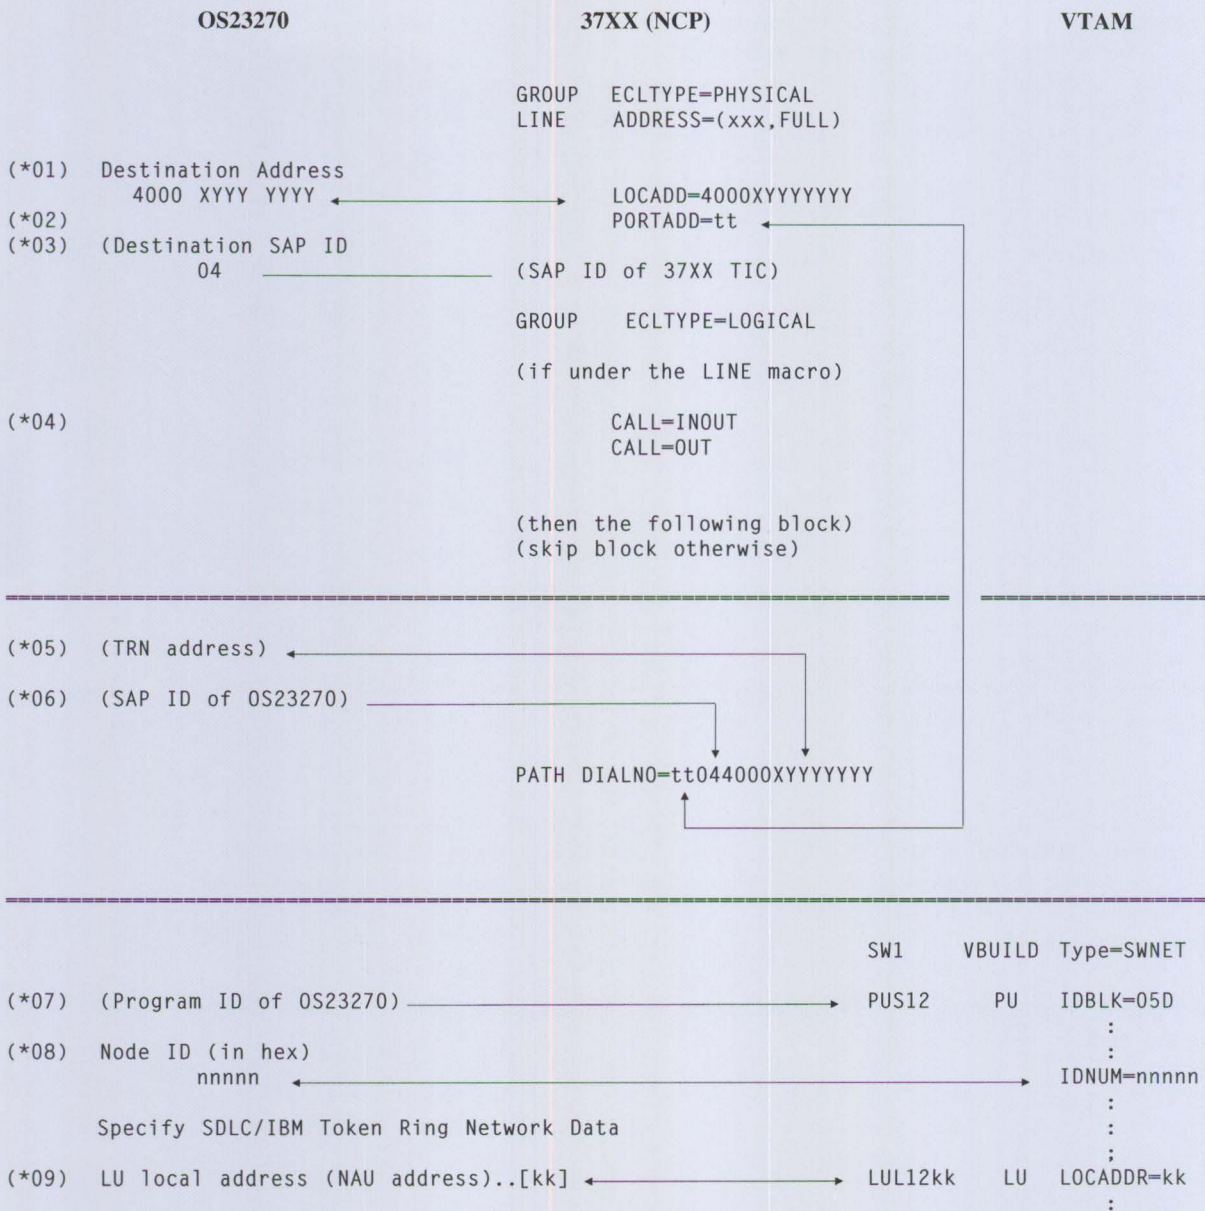 OS23270 37XX (NCP) VTAM
GROUP ECLTYPE=PHYSICAL
LINE ADDRESS=(xxx,FULL)
(*01) Destination Address
4000 XYYY YYYY LOCADD=4000XYYYYYYY
(*02) PORTADD=tt
(*03) (Destination SAP ID
04 (SAP ID of 37XX TIC)
GROUP ECLTYPE=LOGICAL
(if under the LINE macro)
(*04) CALL=INOUT
CALL=OUT
(then the following block)
(skip block otherwise)
(*05) (TRN address)
(*06) (SAP ID of OS23270)
PATH DIALNO=tt044000XYYYYYYY
SW1 VBUILD Type=SWNET
(*07) (Program ID of OS23270) PUS12 PU IDBLK=05D
:
(*08) Node ID (in hex) :
nnnnn IDNUM=nnnnn
:
Specify SDLC/IBM Token Ring Network Data :
:
(*09) LU local address (NAU address)..[kk] LUL12kk LU LOCADDR=kk
: